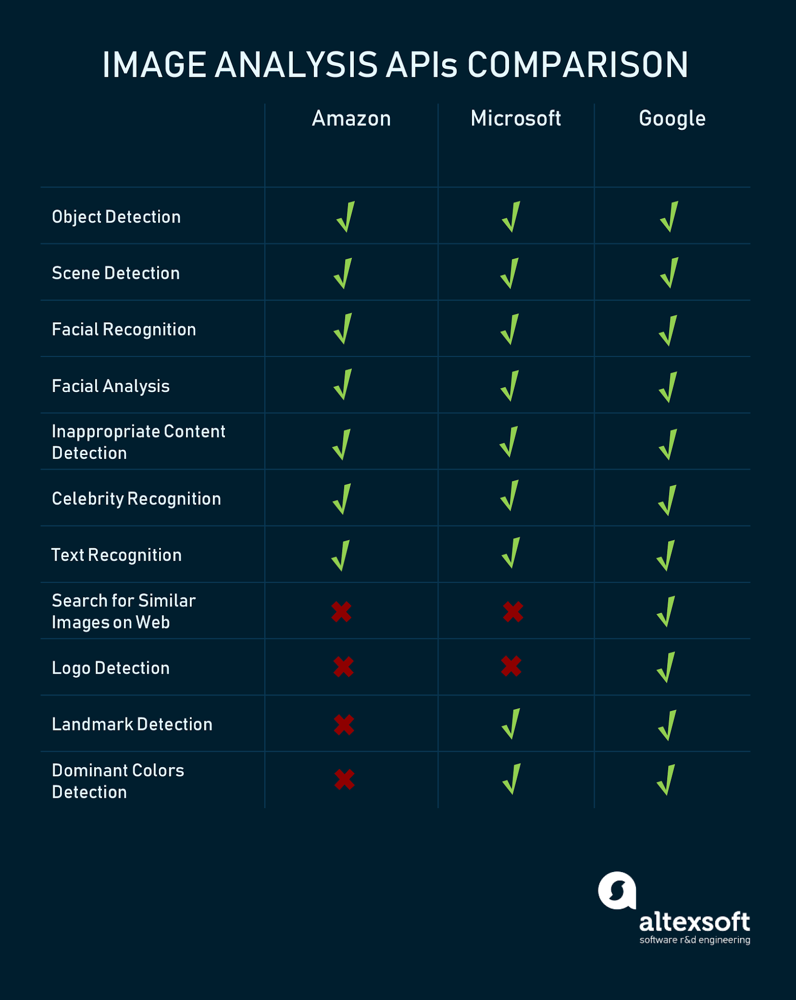 IMAGE ANALYSIS APIs COMPARISON
Amazon Microsoft Google
Object Detection
Scene Detection
Facial Recognition
Facial Analysis
Inappropriate Content
Detection
Celebrity Recognition
Text Recognition
Search for Similar
Images on Web
Logo Detection
Landmark Detection
Dominant Colors
Detection
altexsoft
software r&d engineering